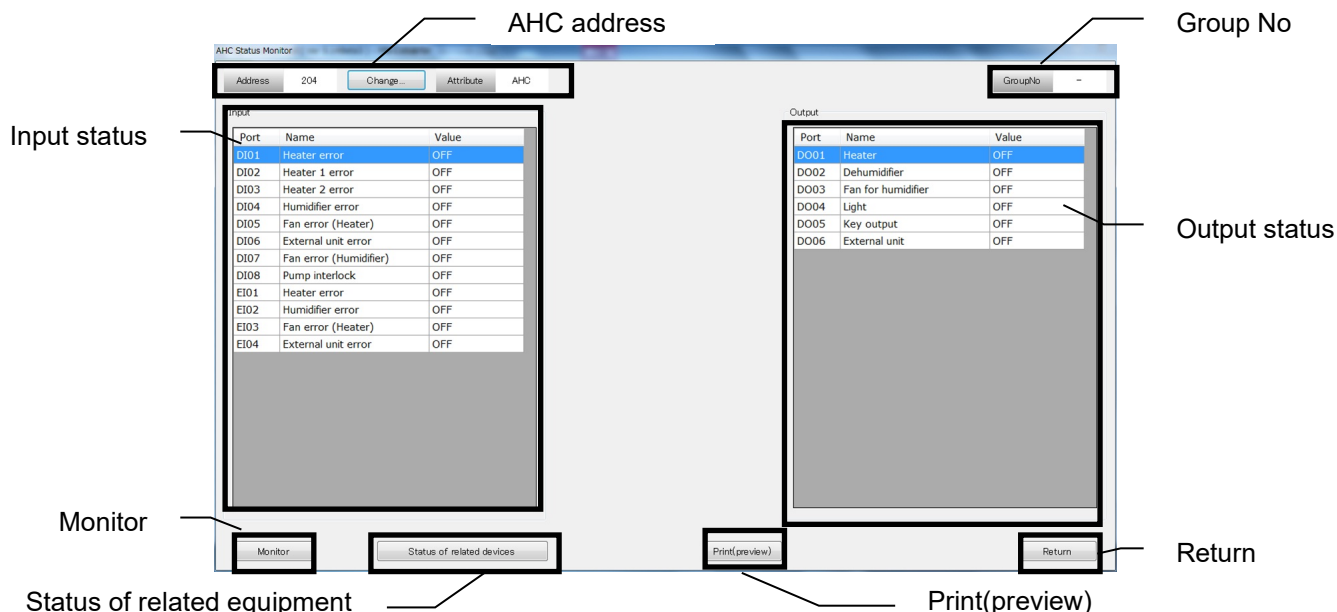 AHC address
Group No
AHC Status Monitor
Address 204 Change... Attribute AHC
GroupNo -
Input status
Input
Port Name Value
DI01 Heater error OFF
DI02 Heater 1 error OFF
DI03 Heater 2 error OFF
DI04 Humidifier error OFF
DI05 Fan error (Heater) OFF
DI06 External unit error OFF
DI07 Fan error (Humidifier) OFF
DI08 Pump interlock OFF
EI01 Heater error OFF
EI02 Humidifier error OFF
EI03 Fan error (Heater) OFF
EI04 External unit error OFF
Output
Port Name Value
DO01 Heater OFF
DO02 Dehumidifier OFF
DO03 Fan for humidifier OFF
DO04 Light OFF
DO05 Key output OFF
DO06 External unit OFF
Output status
Monitor
Monitor
Status of related devices
Print(preview)
Return
Return
Status of related equipment
Print(preview)